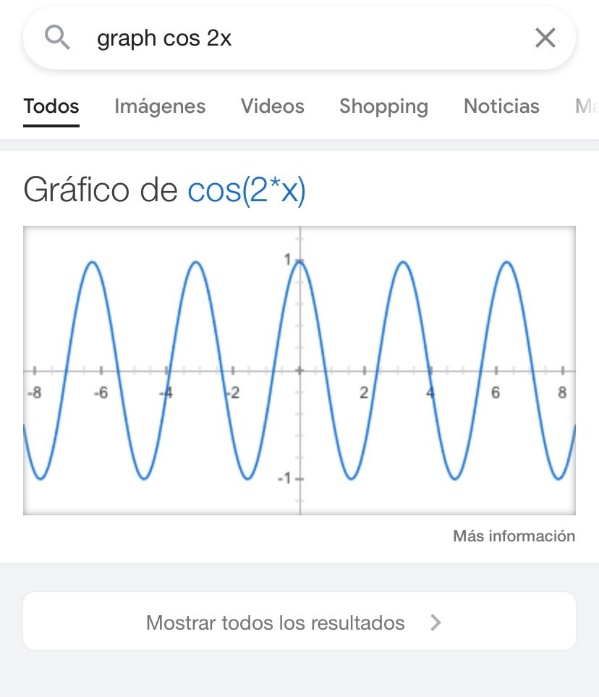 graph cos 2x
Todos Imágenes Videos Shopping Noticias
Gráfico de cos(2*x)
1
-8 -6 -4 -2 2 4 6 8
-1
Más información
Mostrar todos los resultados